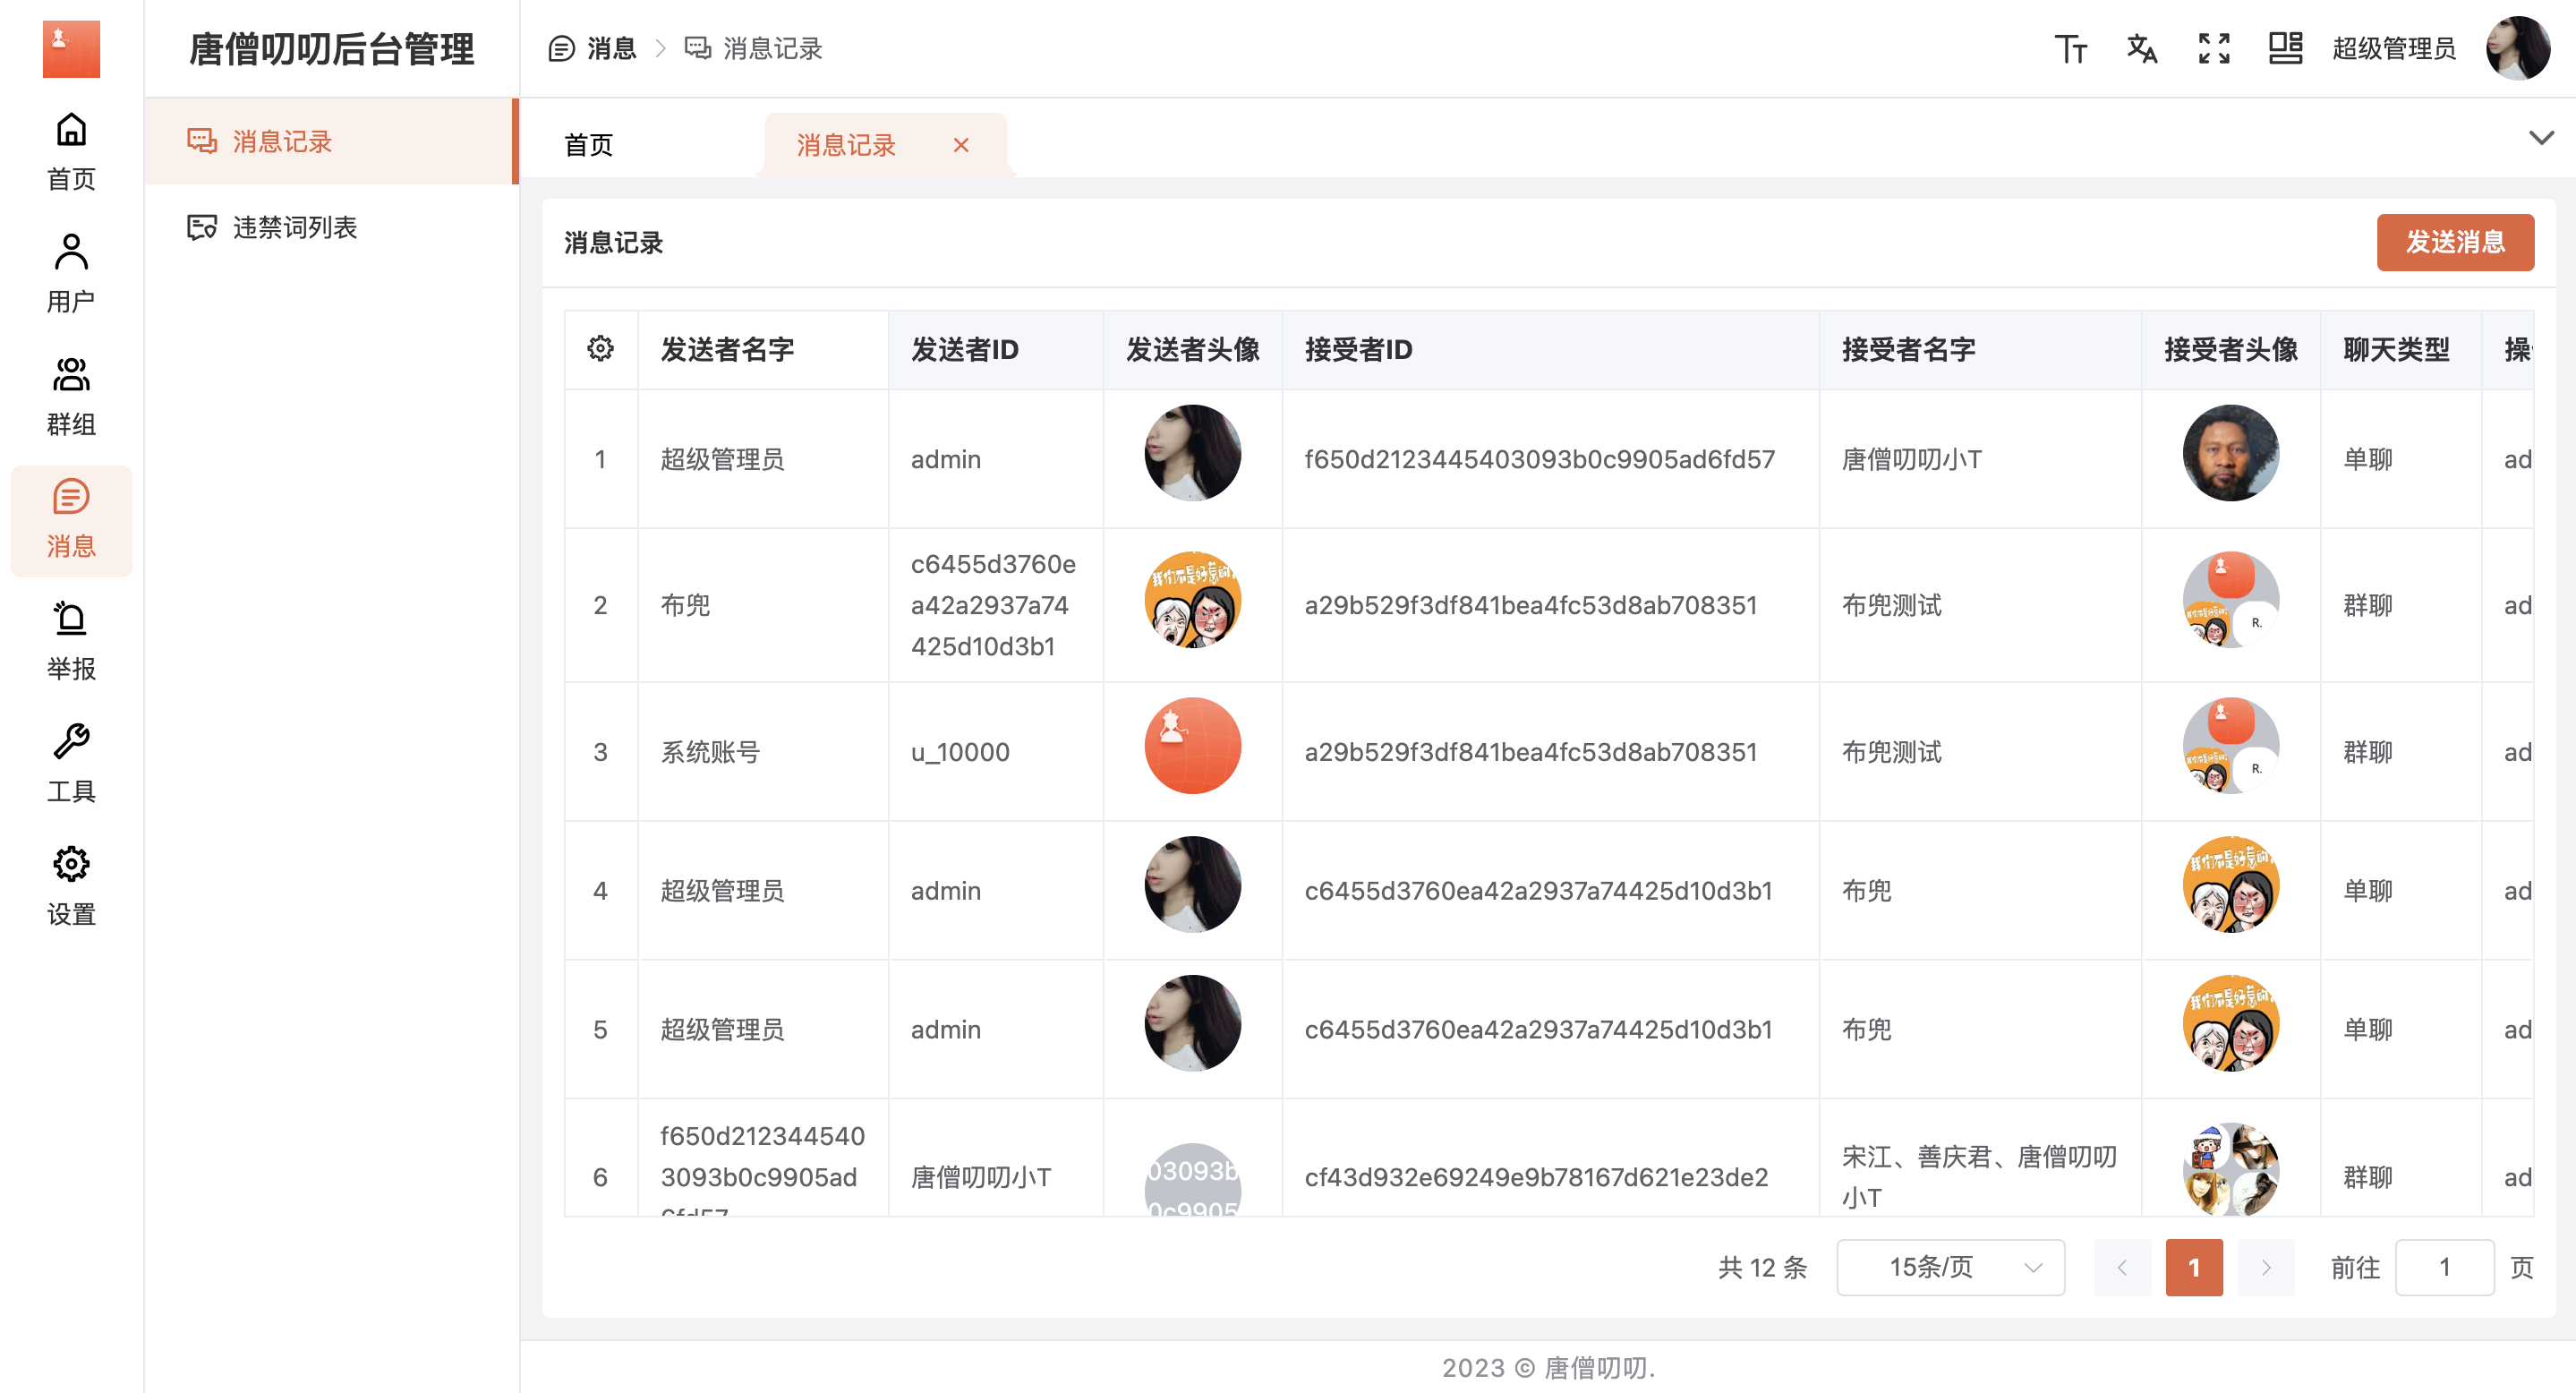 唐僧叨叨后台管理
首页
用户
群组
消息
举报
工具
设置
消息记录
违禁词列表
消息 > 消息记录
超级管理员
首页
消息记录
消息记录
发送消息
发送者名字 发送者ID 发送者头像 接受者ID 接受者名字 接受者头像 聊天类型 操
1 超级管理员 admin f650d2123445403093b0c9905ad6fd57 唐僧叨叨小T 单聊 ad
2 布兜 c6455d3760e
a42a2937a74
425d10d3b1
a29b529f3df841bea4fc53d8ab708351 布兜测试 R. 群聊 ad
3 系统账号 u_10000 a29b529f3df841bea4fc53d8ab708351 布兜测试 R. 群聊 ad
4 超级管理员 admin c6455d3760ea42a2937a74425d10d3b1 布兜 单聊 ad
5 超级管理员 admin c6455d3760ea42a2937a74425d10d3b1 布兜 单聊 ad
6 f650d212344540
3093b0c9905ad
6fd57
唐僧叨叨小T 03093b
0c9905
cf43d932e69249e9b78167d621e23de2 宋江、善庆君、唐僧叨叨
小T
群聊 ad
共 12 条 15条/页 1 前往 1 页
2023 © 唐僧叨叨.